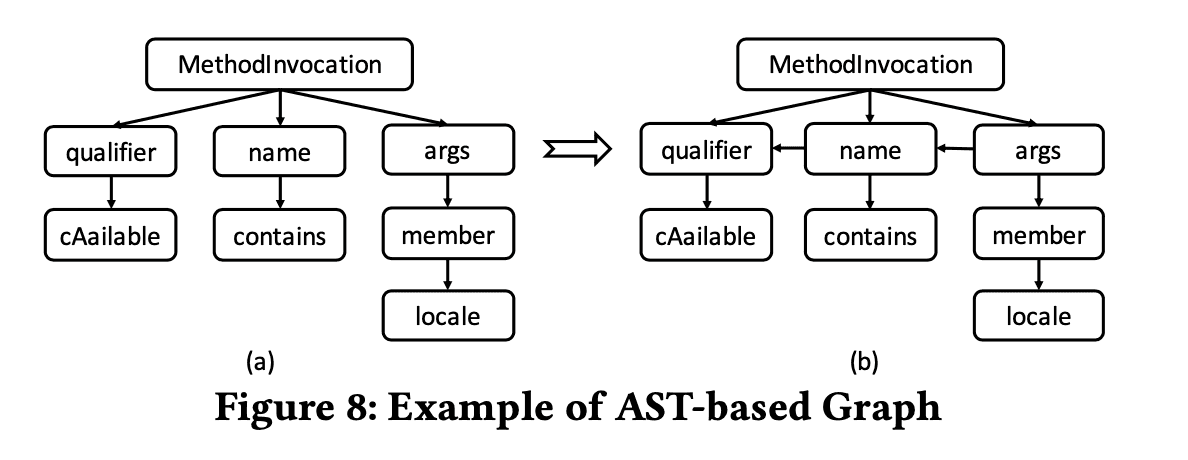 MethodInvocation MethodInvocation
qualifier name args qualifier name args
cAailable contains member cAailable contains member
locale locale
(a) (b)
Figure 8: Example of AST-based Graph